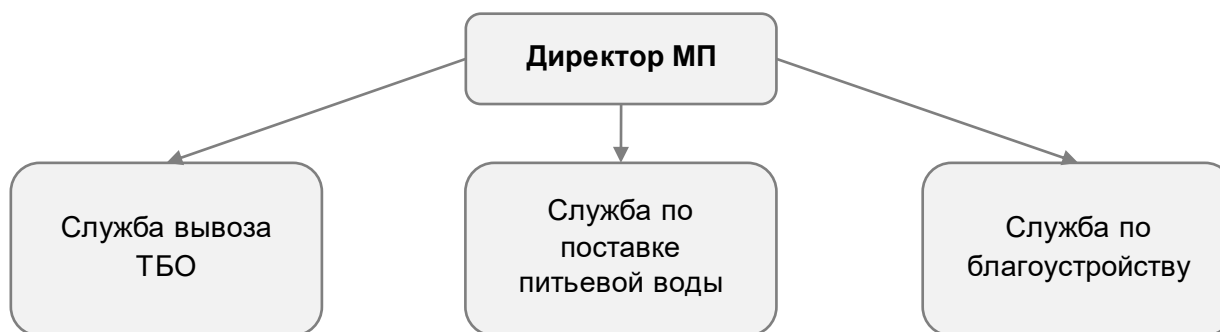 Директор МП
Служба вывоза
ТБО
Служба по
поставке
питьевой воды
Служба по
благоустройству